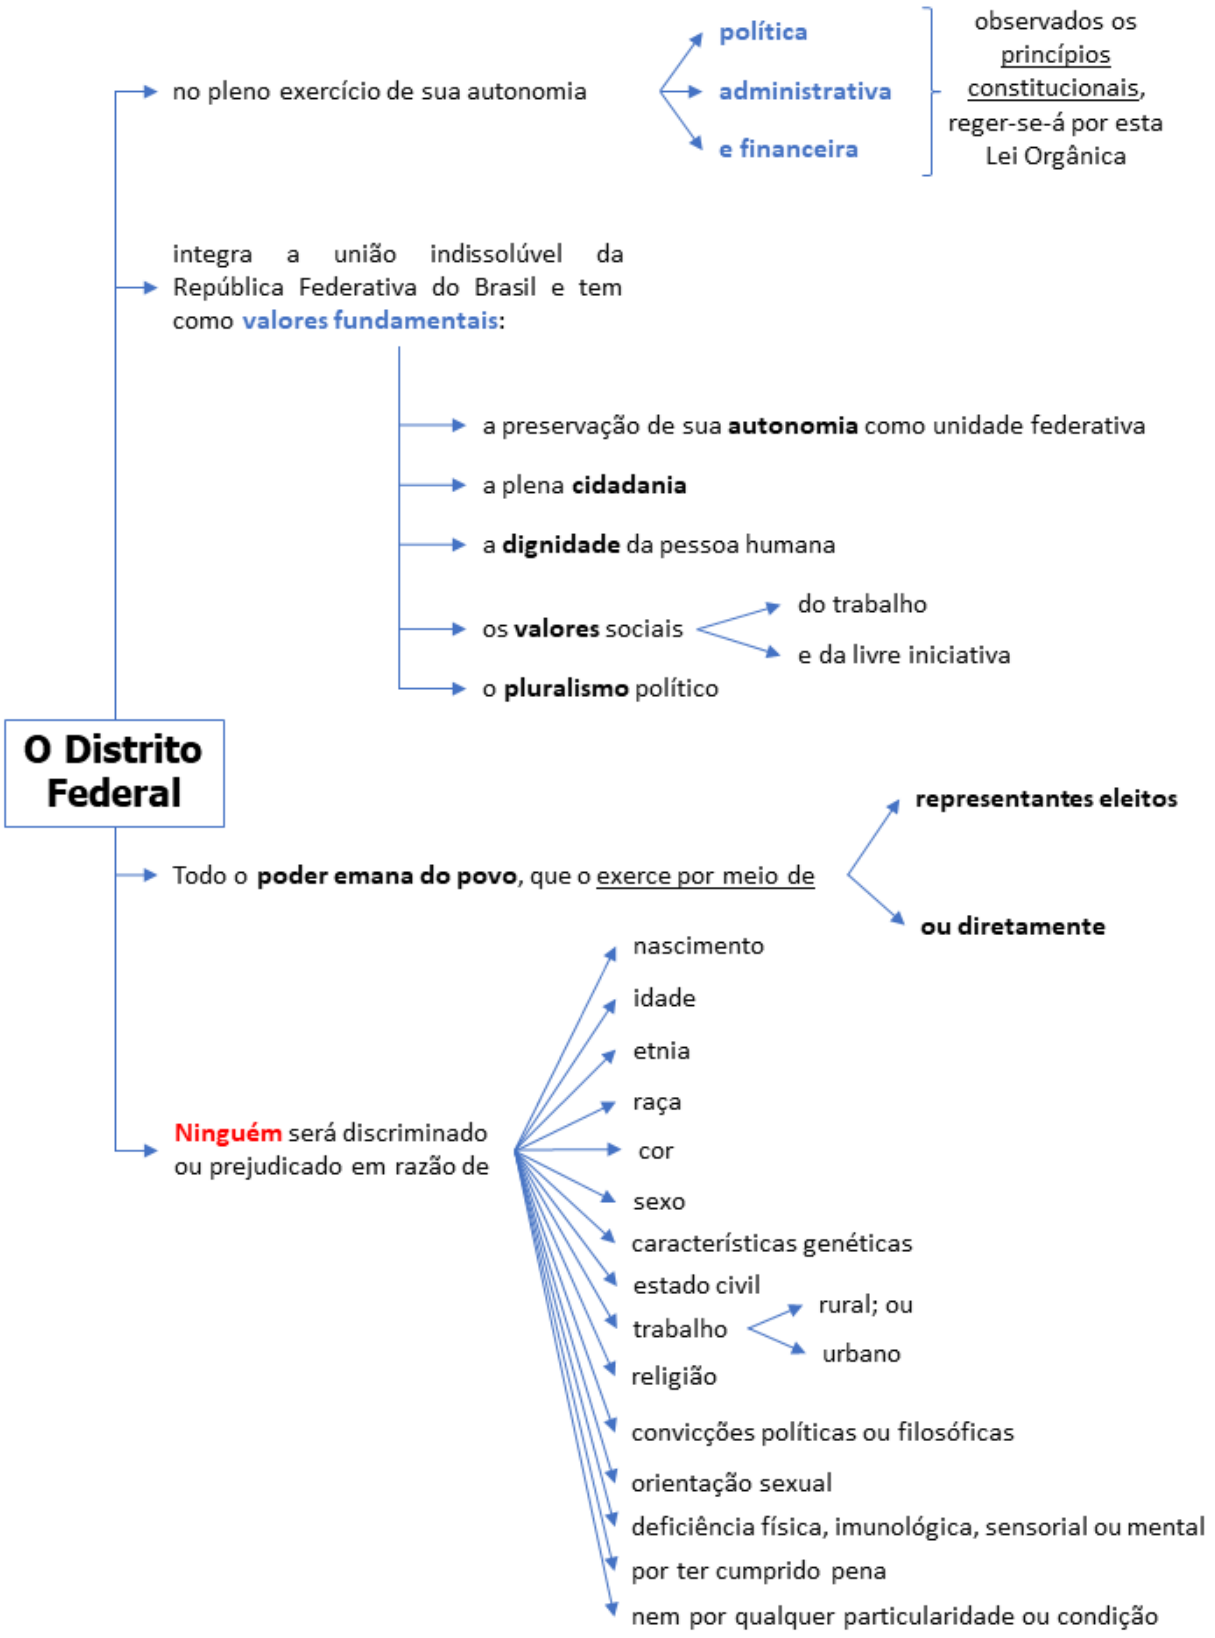 no pleno exercício de sua autonomia
política
administrativa
e financeira
observados os
princípios
constitucionais,
reger-se-á por esta
Lei Orgânica
integra a união indissolúvel da
República Federativa do Brasil e tem
como valores fundamentais:
a preservação de sua autonomia como unidade federativa
a plena cidadania
a dignidade da pessoa humana
os valores sociais
do trabalho
e da livre iniciativa
o pluralismo político
O Distrito
Federal
Todo o poder emana do povo, que o exerce por meio de
representantes eleitos
ou diretamente
Ninguém será discriminado
ou prejudicado em razão de
nascimento
idade
etnia
raça
cor
sexo
características genéticas
estado civil
trabalho
rural; ou
urbano
religião
convicções políticas ou filosóficas
orientação sexual
deficiência física, imunológica, sensorial ou mental
por ter cumprido pena
nem por qualquer particularidade ou condição